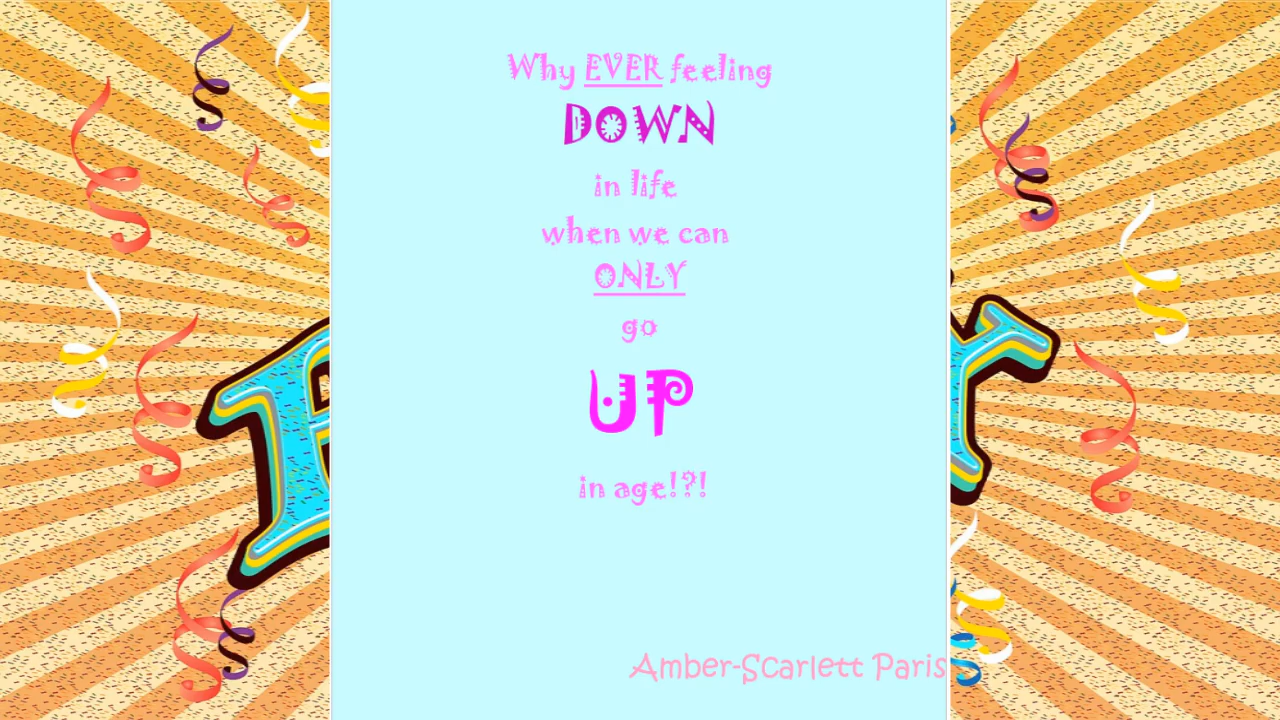 Why EVER feeling
DOWN
in life
when we can
ONLY
go
UP
in age!?!
Amber-Scarlett Paris